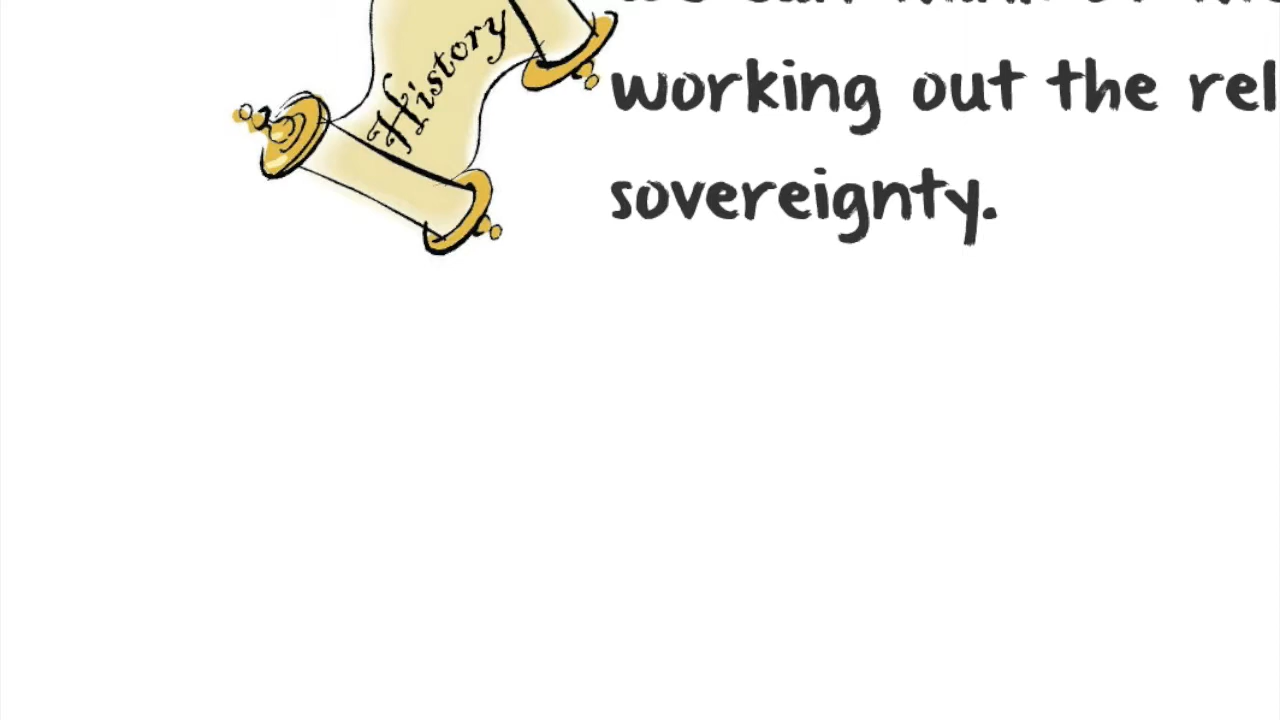 History
working out the rel
sovereignty.